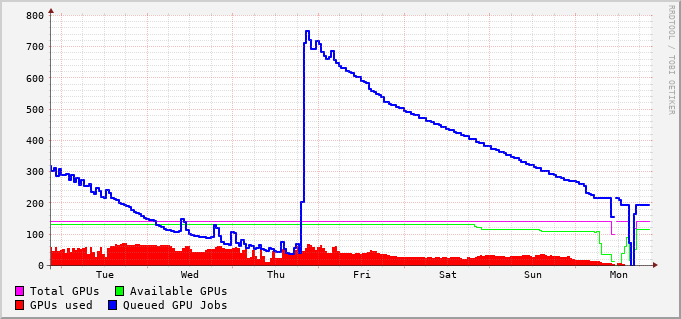 800
700
600
500
400
300
200
100
0
Tue Wed Thu Fri Sat Sun Mon
Total GPUs Available GPUs
GPUs used Queued GPU Jobs
RRDTOOL / TOBI OETIKER